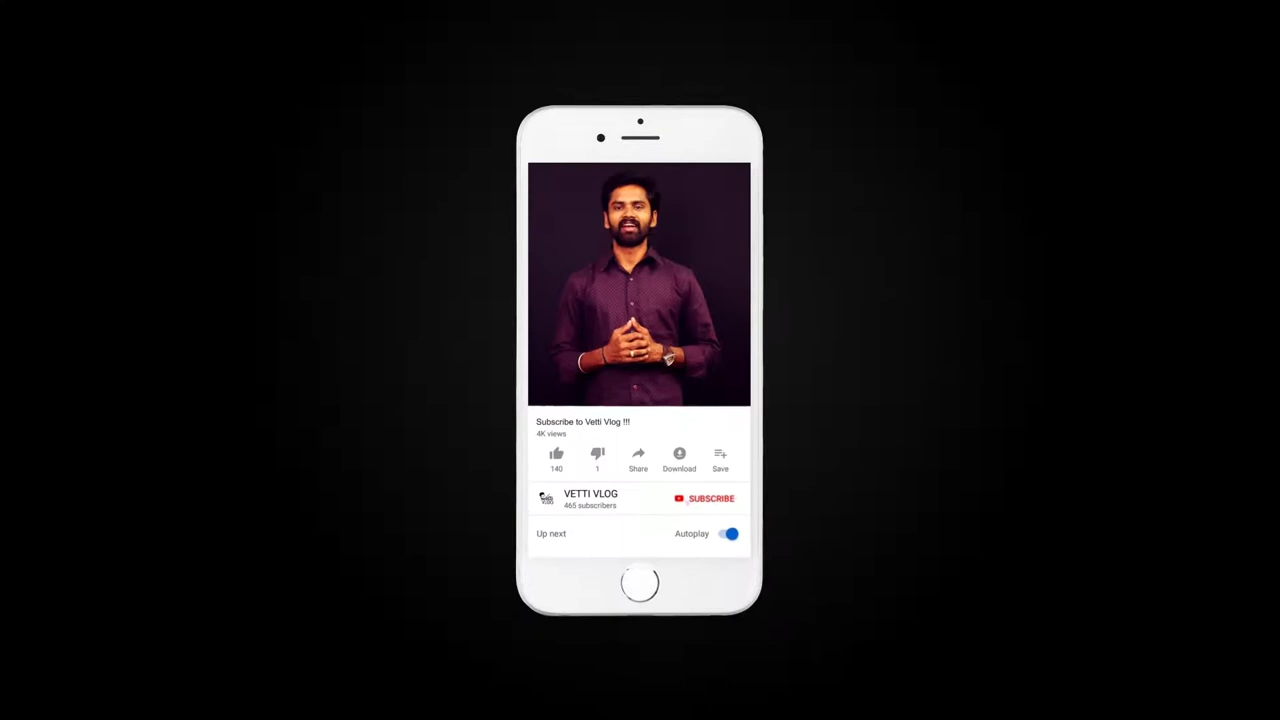 Subscribe to Vetti Vlog !!!
4K views
140 1 Share Download Save
VETTI VLOG SUBSCRIBE
465 subscribers
Up next Autoplay